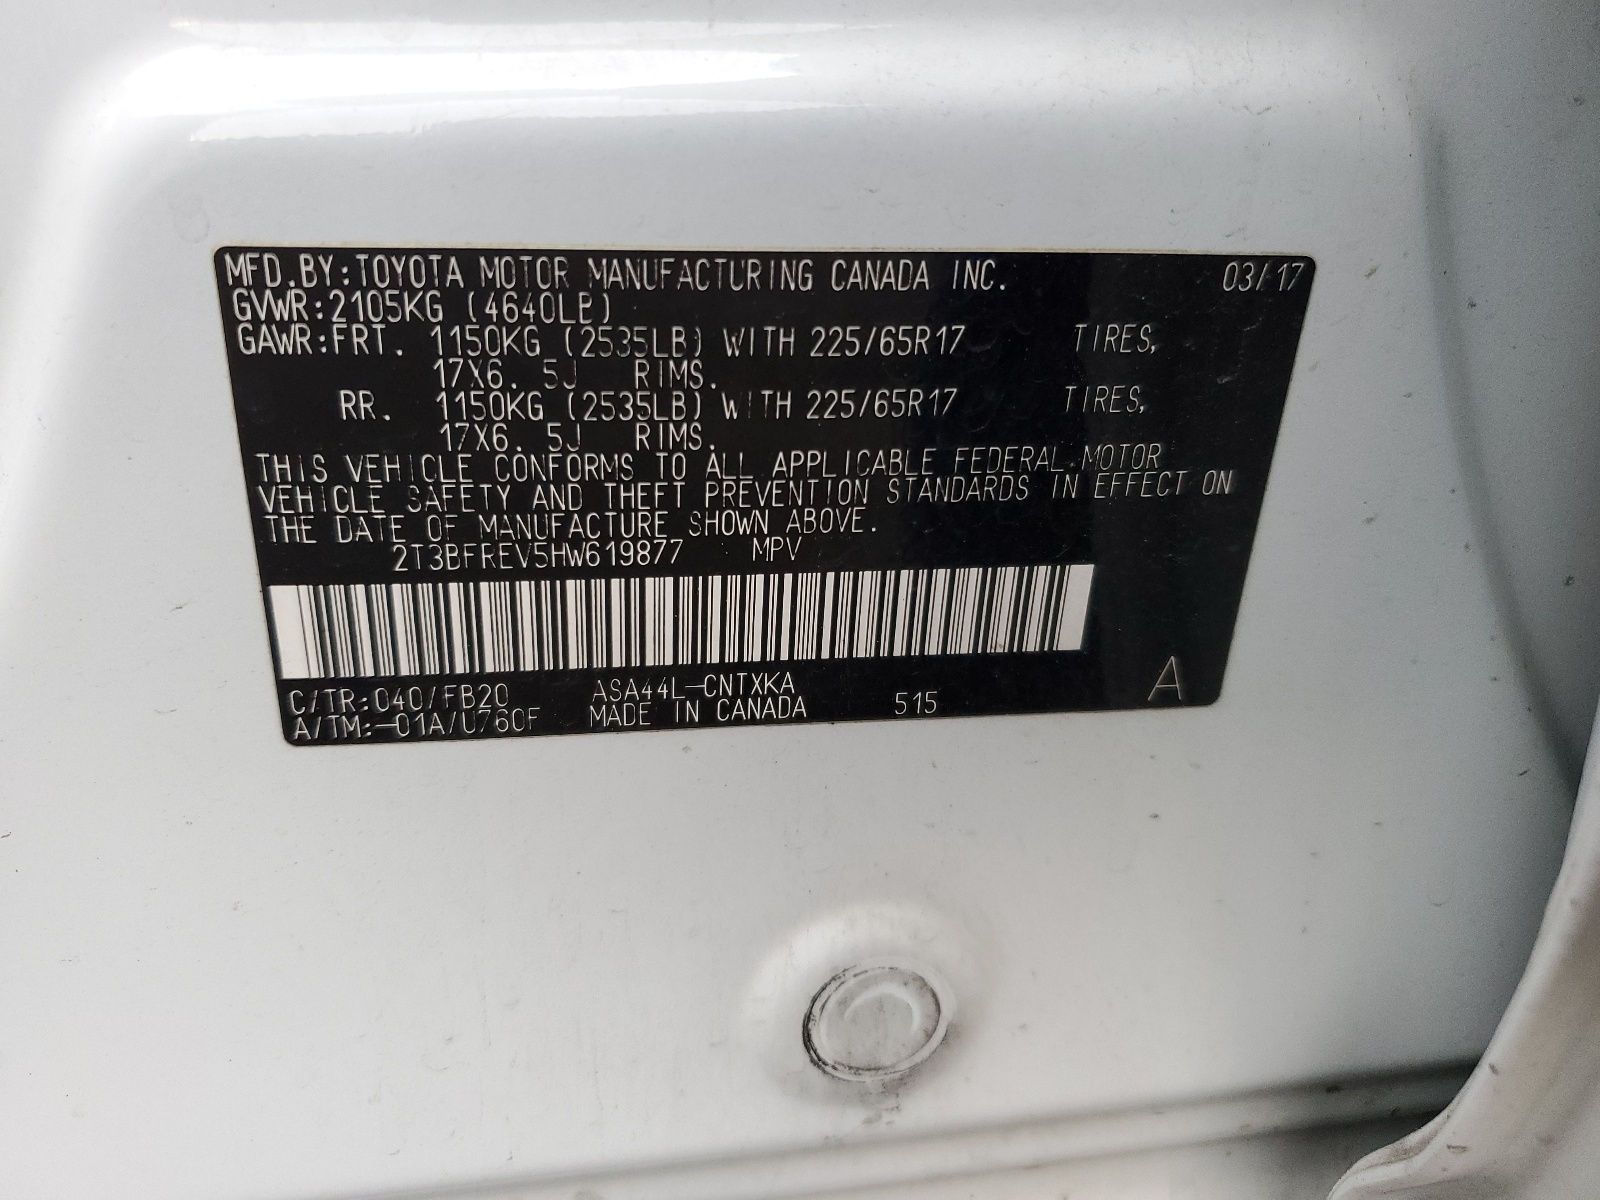 MFD.BY:TOYOTA MOTOR MANUFACTURING CANADA INC. 03/17
GVWR:2105KG (4640LB)
GAWR:FRT. 1150KG (2535LB) WITH 225/65R17 TIRES,
17X6.5J RIMS.
RR. 1150KG (2535LB) WITH 225/65R17 TIRES,
17X6.5J RIMS.
THIS VEHICLE CONFORMS TO ALL APPLICABLE FEDERAL MOTOR
VEHICLE SAFETY AND THEFT PREVENTION STANDARDS IN EFFECT ON
THE DATE OF MANUFACTURE SHOWN ABOVE.
2T3BFREV5HW619877 MPV
C/TR:040/FB20 ASA44L-CNTXKA A
A/TM:-01A/U760F MADE IN CANADA 515